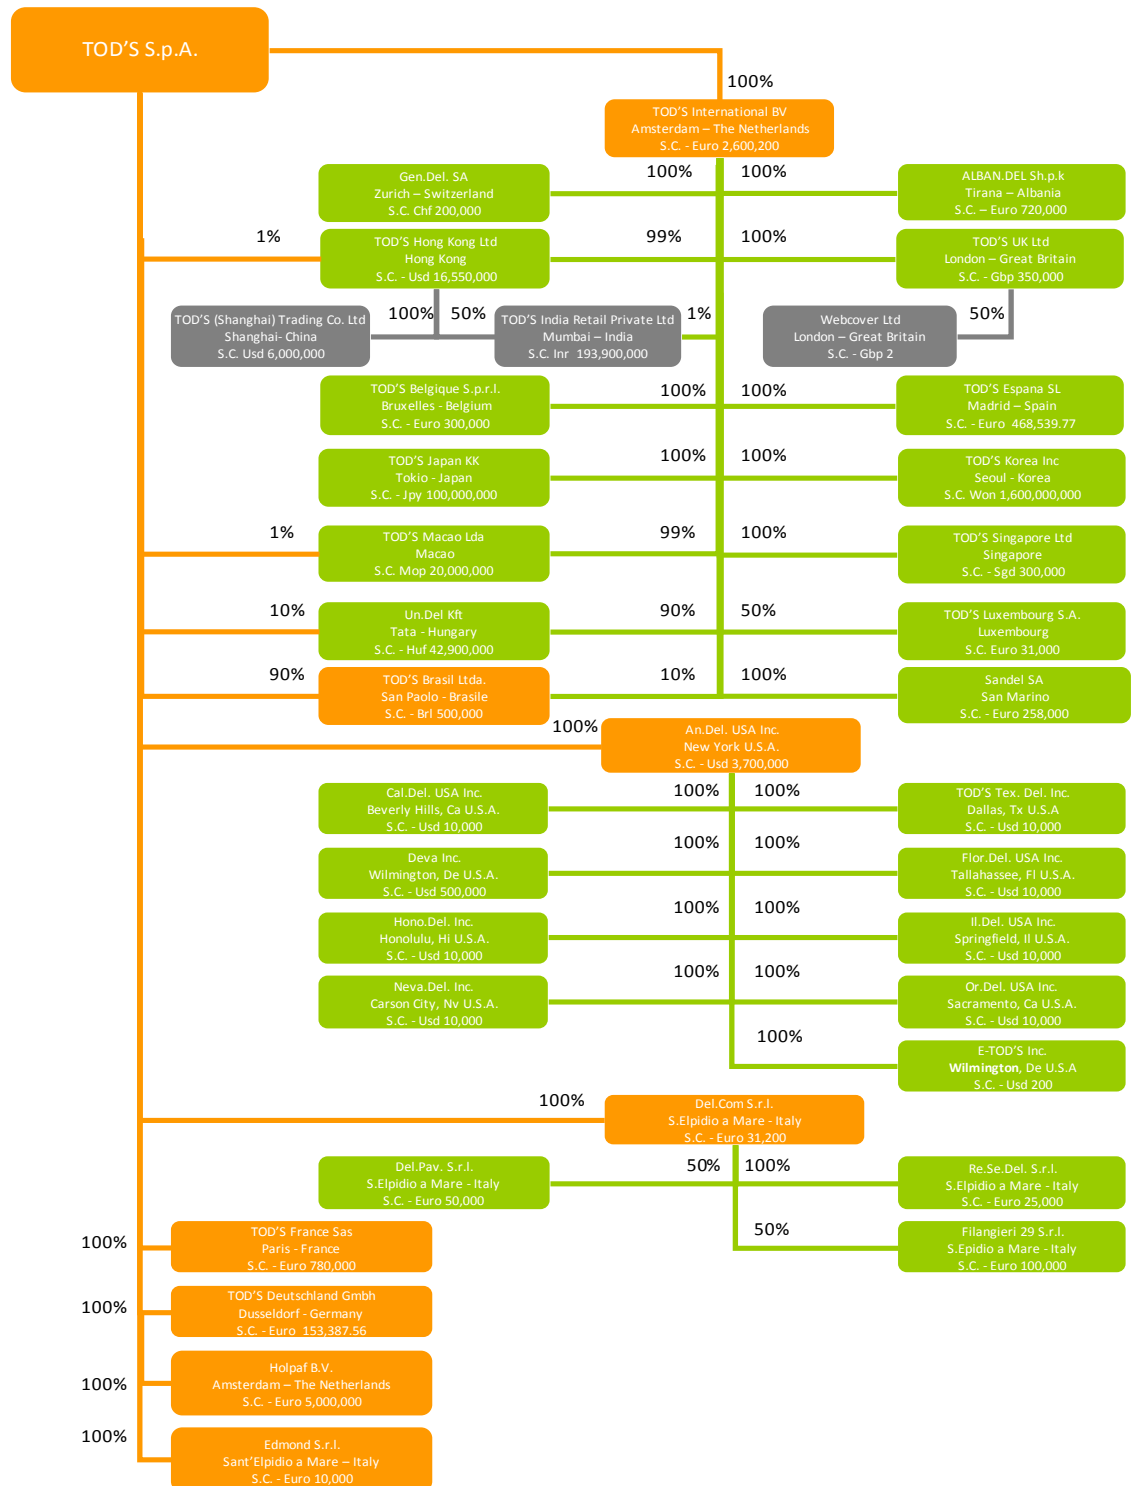 TOD’S S.p.A.
100%
TOD’S International BV
Amsterdam – The Netherlands
S.C. - Euro 2,600,200
Gen.Del. SA
Zurich – Switzerland
S.C. Chf 200,000
100%
100%
ALBAN.DEL Sh.p.k
Tirana – Albania
S.C. – Euro 720,000
1%
TOD’S Hong Kong Ltd
Hong Kong
S.C. - Usd 16,550,000
99%
100%
TOD’S UK Ltd
London – Great Britain
S.C. - Gbp 350,000
TOD’S (Shanghai) Trading Co. Ltd
Shanghai- China
S.C. Usd 6,000,000
100%
50%
TOD’S India Retail Private Ltd
Mumbai – India
S.C. Inr  193,900,000
1%
Webcover Ltd
London – Great Britain
S.C. - Gbp 2
50%
TOD’S Belgique S.p.r.l.
Bruxelles - Belgium
S.C. - Euro 300,000
100%
100%
TOD’S Espana SL
Madrid – Spain
S.C. - Euro  468,539.77
TOD’S Japan KK
Tokio - Japan
S.C. - Jpy 100,000,000
100%
100%
TOD’S Korea Inc
Seoul - Korea
S.C. Won 1,600,000,000
1%
TOD’S Macao Lda
Macao
S.C. Mop 20,000,000
99%
100%
TOD’S Singapore Ltd
Singapore
S.C. - Sgd 300,000
10%
Un.Del Kft
Tata - Hungary
S.C. - Huf 42,900,000
90%
50%
TOD’S Luxembourg S.A.
Luxembourg
S.C. Euro 31,000
90%
TOD’S Brasil Ltda.
San Paolo - Brasile
S.C. - Brl 500,000
10%
100%
Sandel SA
San Marino
S.C. - Euro 258,000
100%
An.Del. USA Inc.
New York U.S.A.
S.C. - Usd 3,700,000
Cal.Del. USA Inc.
Beverly Hills, Ca U.S.A.
S.C. - Usd 10,000
100%
100%
TOD’S Tex. Del. Inc.
Dallas, Tx U.S.A
S.C. - Usd 10,000
Deva Inc.
Wilmington, De U.S.A.
S.C. - Usd 500,000
100%
100%
Flor.Del. USA Inc.
Tallahassee, Fl U.S.A.
S.C. - Usd 10,000
Hono.Del. Inc.
Honolulu, Hi U.S.A.
S.C. - Usd 10,000
100%
100%
Il.Del. USA Inc.
Springfield, Il U.S.A.
S.C. - Usd 10,000
Neva.Del. Inc.
Carson City, Nv U.S.A.
S.C. - Usd 10,000
100%
100%
Or.Del. USA Inc.
Sacramento, Ca U.S.A.
S.C. - Usd 10,000
100%
E-TOD’S Inc.
Wilmington, De U.S.A
S.C. - Usd 200
100%
Del.Com S.r.l.
S.Elpidio a Mare - Italy
S.C. - Euro 31,200
Del.Pav. S.r.l.
S.Elpidio a Mare - Italy
S.C. - Euro 50,000
50%
100%
Re.Se.Del. S.r.l.
S.Elpidio a Mare - Italy
S.C. - Euro 25,000
50%
Filangieri 29 S.r.l.
S.Epidio a Mare - Italy
S.C. - Euro 100,000
100%
TOD’S France Sas
Paris - France
S.C. - Euro 780,000
100%
TOD’S Deutschland Gmbh
Dusseldorf - Germany
S.C. - Euro  153,387.56
100%
Holpaf B.V.
Amsterdam – The Netherlands
S.C. - Euro 5,000,000
100%
Edmond S.r.l.
Sant’Elpidio a Mare – Italy
S.C. - Euro 10,000